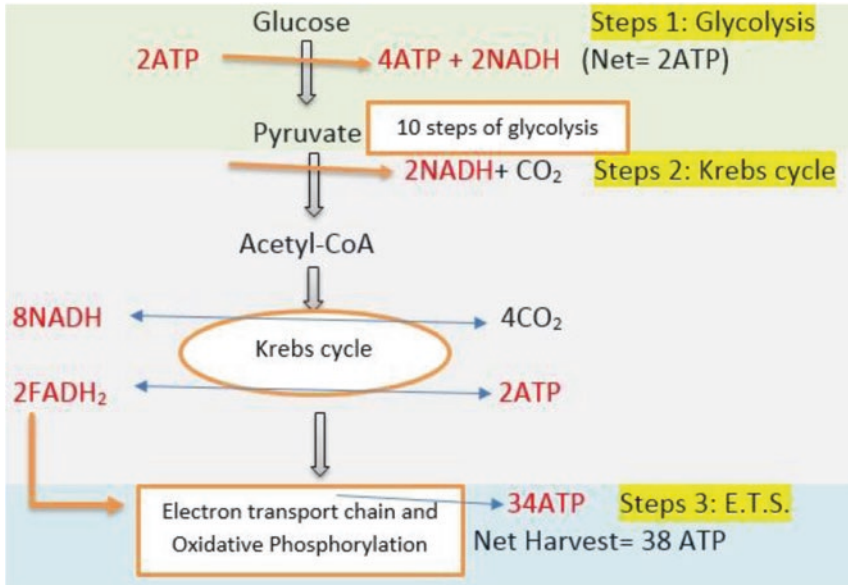 Glucose
Steps 1: Glycolysis
2ATP
4ATP + 2NADH (Net= 2ATP)
Pyruvate
10 steps of glycolysis
2NADH+ CO₂
Steps 2: Krebs cycle
Acetyl-CoA
8NADH
4CO₂
Krebs cycle
2FADH₂
2ATP
Electron transport chain and
Oxidative Phosphorylation
34ATP
Steps 3: E.T.S.
Net Harvest= 38 ATP